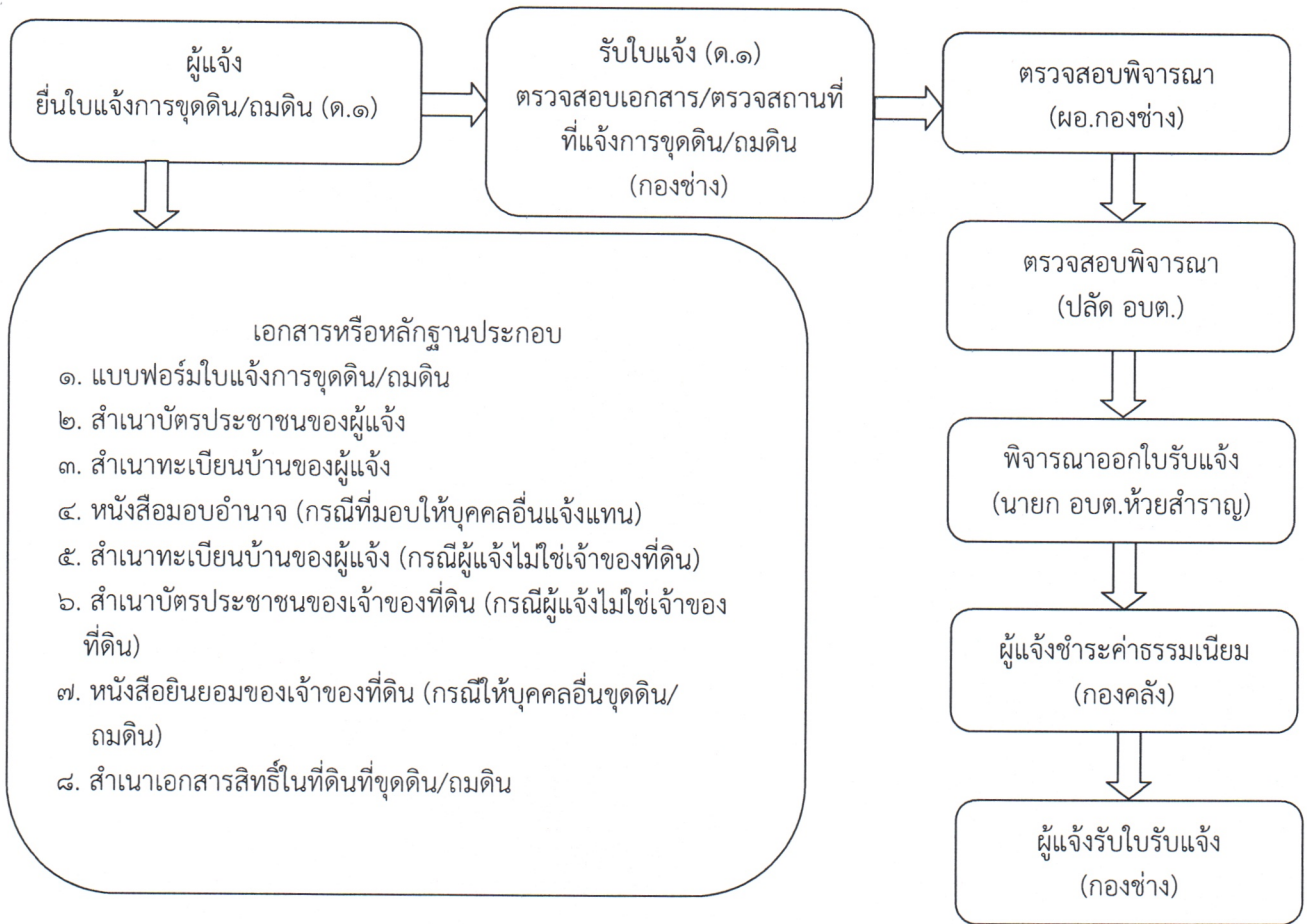 ผู้แจ้ง
ยื่นใบแจ้งการขุดดิน/ถมดิน (ด.๑)
รับใบแจ้ง (ด.๑)
ตรวจสอบเอกสาร/ตรวจสถานที่
ที่แจ้งการขุดดิน/ถมดิน
(กองช่าง)
ตรวจสอบพิจารณา
(ผอ.กองช่าง)
ตรวจสอบพิจารณา
(ปลัด อบต.)
พิจารณาออกใบรับแจ้ง
(นายก อบต.ห้วยสำราญ)
ผู้แจ้งชำระค่าธรรมเนียม
(กองคลัง)
ผู้แจ้งรับใบรับแจ้ง
(กองช่าง)
เอกสารหรือหลักฐานประกอบ
๑. แบบฟอร์มใบแจ้งการขุดดิน/ถมดิน
๒. สำเนาบัตรประชาชนของผู้แจ้ง
๓. สำเนาทะเบียนบ้านของผู้แจ้ง
๔. หนังสือมอบอำนาจ (กรณีที่มอบให้บุคคลอื่นแจ้งแทน)
๕. สำเนาทะเบียนบ้านของผู้แจ้ง (กรณีผู้แจ้งไม่ใช่เจ้าของที่ดิน)
๖. สำเนาบัตรประชาชนของเจ้าของที่ดิน (กรณีผู้แจ้งไม่ใช่เจ้าของ
ที่ดิน)
๗. หนังสือยินยอมของเจ้าของที่ดิน (กรณีให้บุคคลอื่นขุดดิน/
ถมดิน)
๘. สำเนาเอกสารสิทธิ์ในที่ดินที่ขุดดิน/ถมดิน